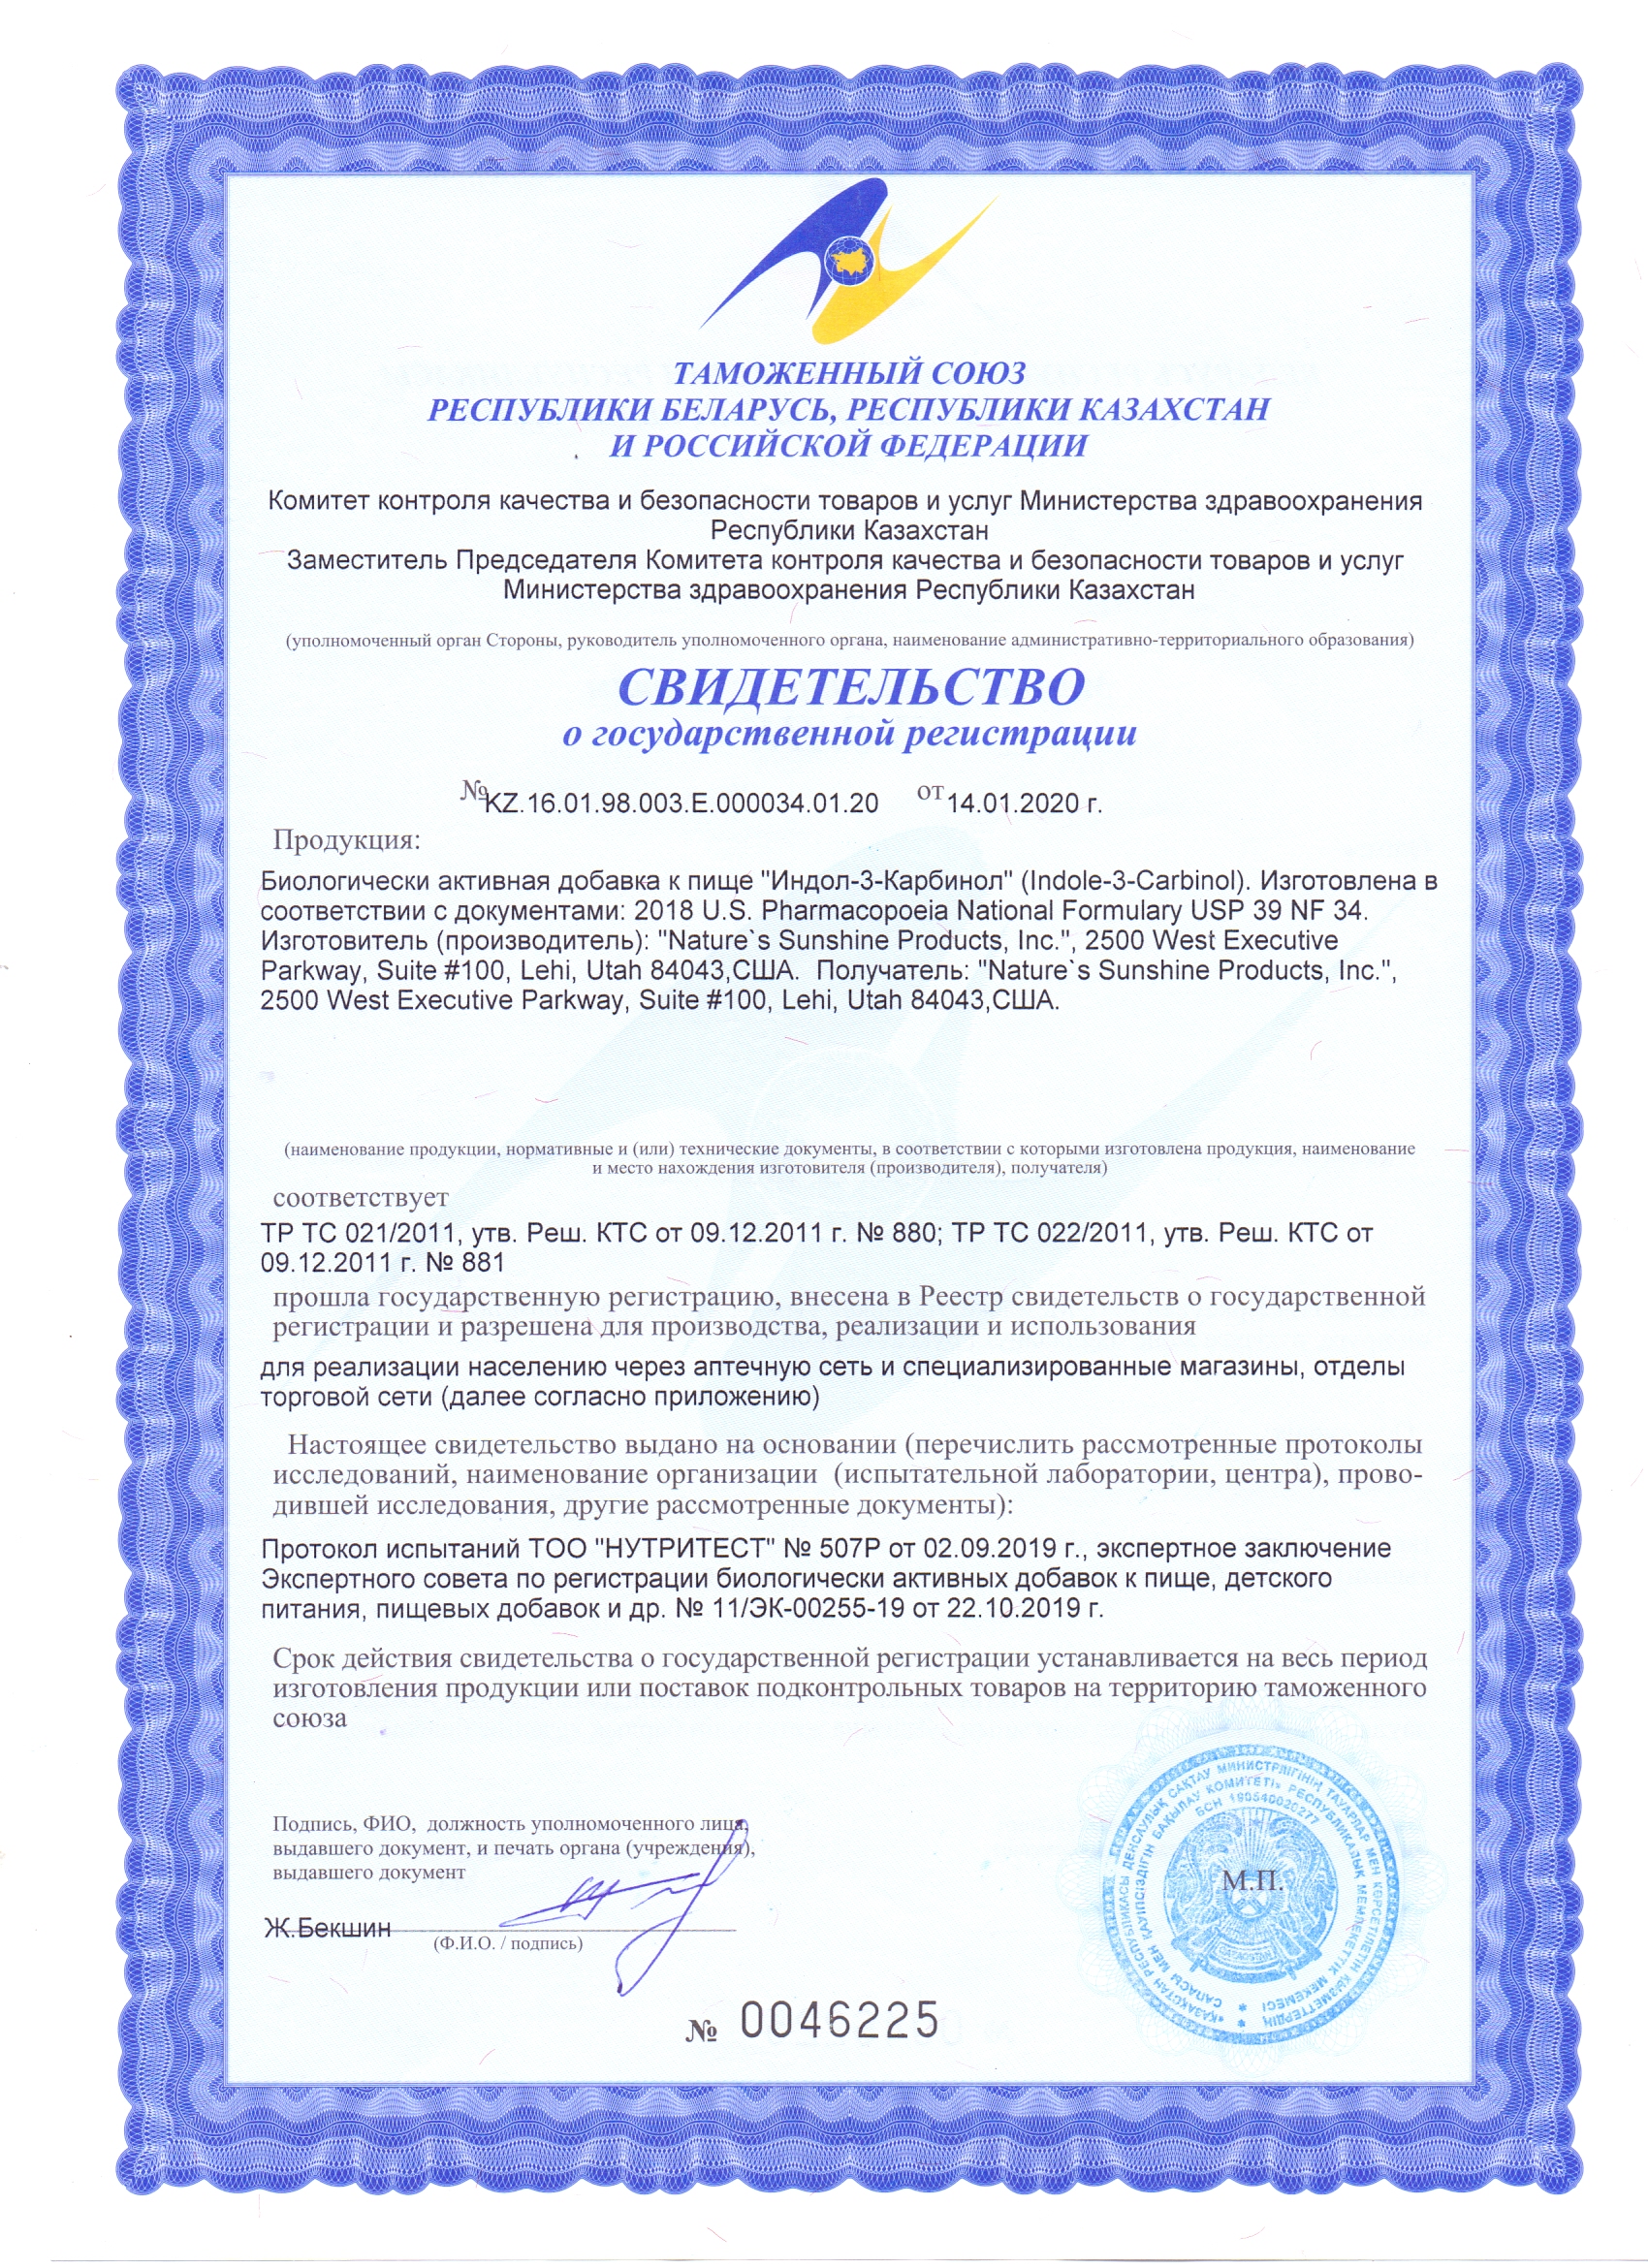 ТАМОЖЕННЫЙ СОЮЗ
РЕСПУБЛИКИ БЕЛАРУСЬ, РЕСПУБЛИКИ КАЗАХСТАН
И РОССИЙСКОЙ ФЕДЕРАЦИИ
Комитет контроля качества и безопасности товаров и услуг Министерства здравоохранения
Республики Казахстан
Заместитель Председателя Комитета контроля качества и безопасности товаров и услуг
Министерства здравоохранения Республики Казахстан
(уполномоченный орган Стороны, руководитель уполномоченного органа, наименование административно-территориального образования)
СВИДЕТЕЛЬСТВО
о государственной регистрации
№ KZ.16.01.98.003.Е.000034.01.20 от 14.01.2020 г.
Продукция:
Биологически активная добавка к пище "Индол-3-Карбинол" (Indole-3-Carbinol). Изготовлена в
соответствии с документами: 2018 U.S. Pharmacopoeia National Formulary USP 39 NF 34.
Изготовитель (производитель): "Nature`s Sunshine Products, Inc.", 2500 West Executive
Parkway, Suite #100, Lehi, Utah 84043,США.  Получатель: "Nature`s Sunshine Products, Inc.",
2500 West Executive Parkway, Suite #100, Lehi, Utah 84043,США.
(наименование продукции, нормативные и (или) технические документы, в соответствии с которыми изготовлена продукция, наименование
и место нахождения изготовителя (производителя), получателя)
соответствует
ТР ТС 021/2011, утв. Реш. КТС от 09.12.2011 г. № 880; ТР ТС 022/2011, утв. Реш. КТС от
09.12.2011 г. № 881
прошла государственную регистрацию, внесена в Реестр свидетельств о государственной
регистрации и разрешена для производства, реализации и использования
для реализации населению через аптечную сеть и специализированные магазины, отделы
торговой сети (далее согласно приложению)
Настоящее свидетельство выдано на основании (перечислить рассмотренные протоколы
исследований, наименование организации (испытательной лаборатории, центра), прово-
дившей исследования, другие рассмотренные документы):
Протокол испытаний ТОО "НУТРИТЕСТ" № 507Р от 02.09.2019 г., экспертное заключение
Экспертного совета по регистрации биологически активных добавок к пище, детского
питания, пищевых добавок и др. № 11/ЭК-00255-19 от 22.10.2019 г.
Срок действия свидетельства о государственной регистрации устанавливается на весь период
изготовления продукции или поставок подконтрольных товаров на территорию таможенного
союза
Подпись, ФИО, должность уполномоченного лица,
выдавшего документ, и печать органа (учреждения),
выдавшего документ
Ж.Бекшин
(Ф.И.О. / подпись)
№ 0046225
М.П.
«ҚАЗАҚСТАН РЕСПУБЛИКАСЫ ДЕНСАУЛЫҚ САҚТАУ МИНИСТРЛІГІНІҢ ТАУАРЛАР МЕН КӨРСЕТІЛЕТІН ҚЫЗМЕТТЕРДІҢ
САПАСЫ МЕН ҚАУІПСІЗДІГІН БАҚЫЛАУ КОМИТЕТІ» РЕСПУБЛИКАЛЫҚ МЕМЛЕКЕТТІК МЕКЕМЕСІ
БСН 190540020277